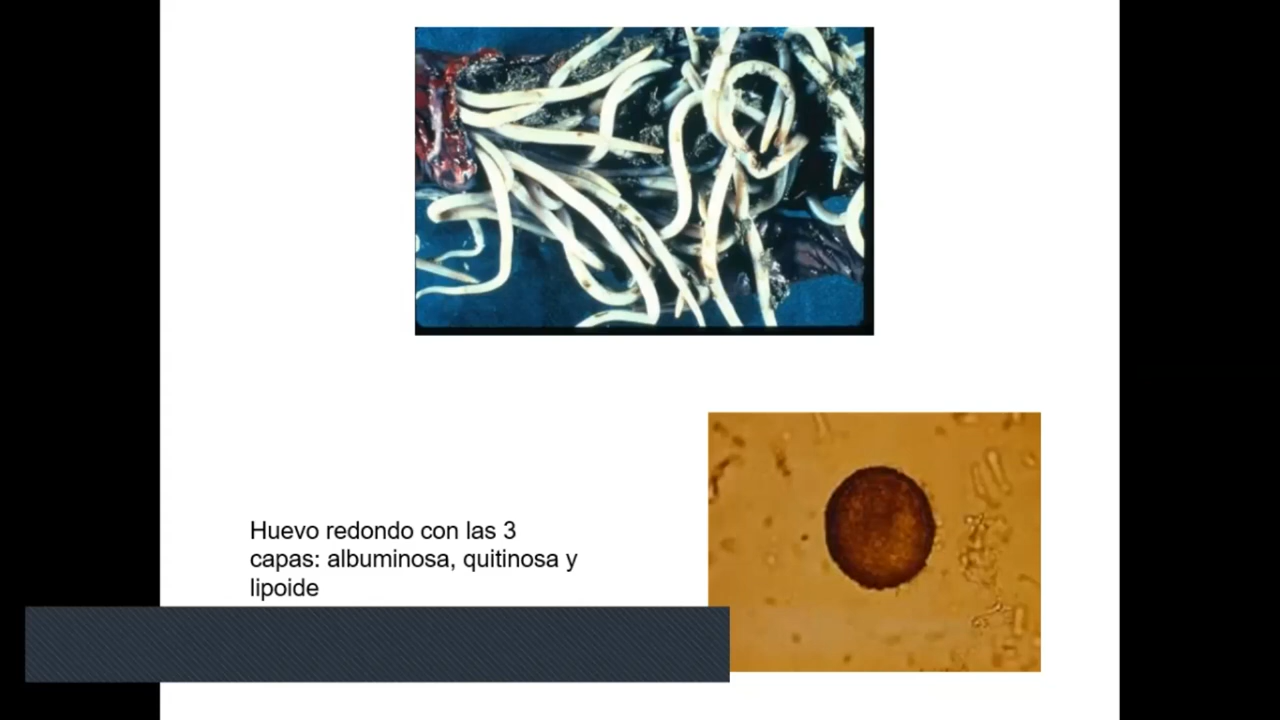 Huevo redondo con las 3
capas: albuminosa, quitinosa y
lipoide